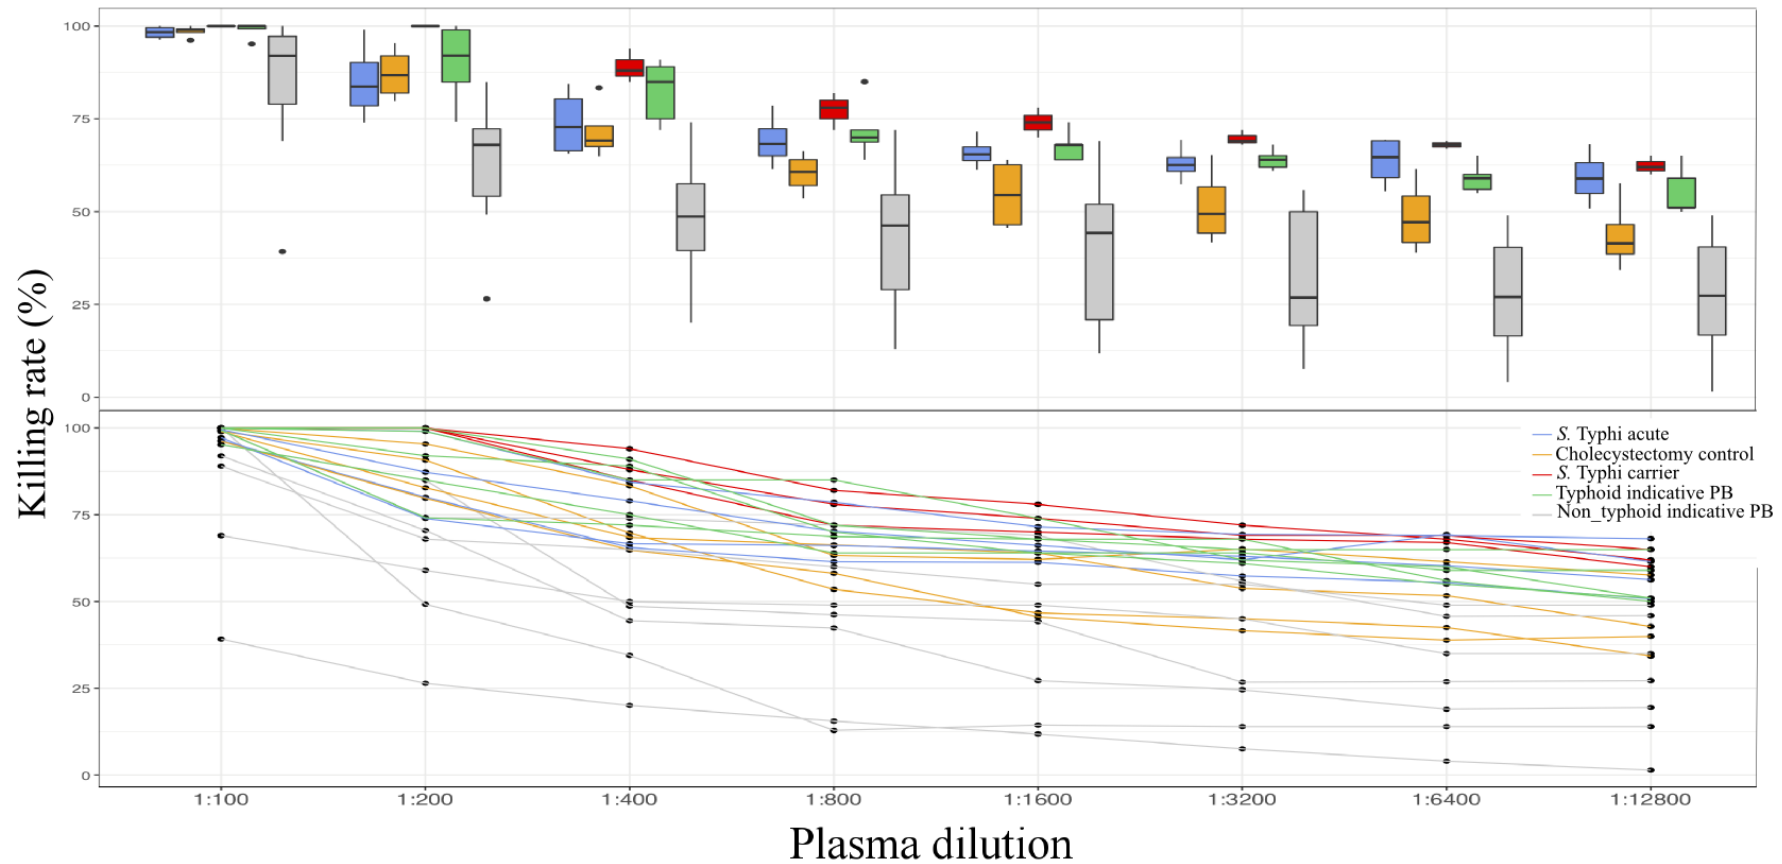 Killing rate (%)
100
75
50
25
0
100
75
50
25
0
S. Typhi acute
Cholecystectomy control
S. Typhi carrier
Typhoid indicative PB
Non_typhoid indicative PB
1:100 1:200 1:400 1:800 1:1600 1:3200 1:6400 1:12800
Plasma dilution